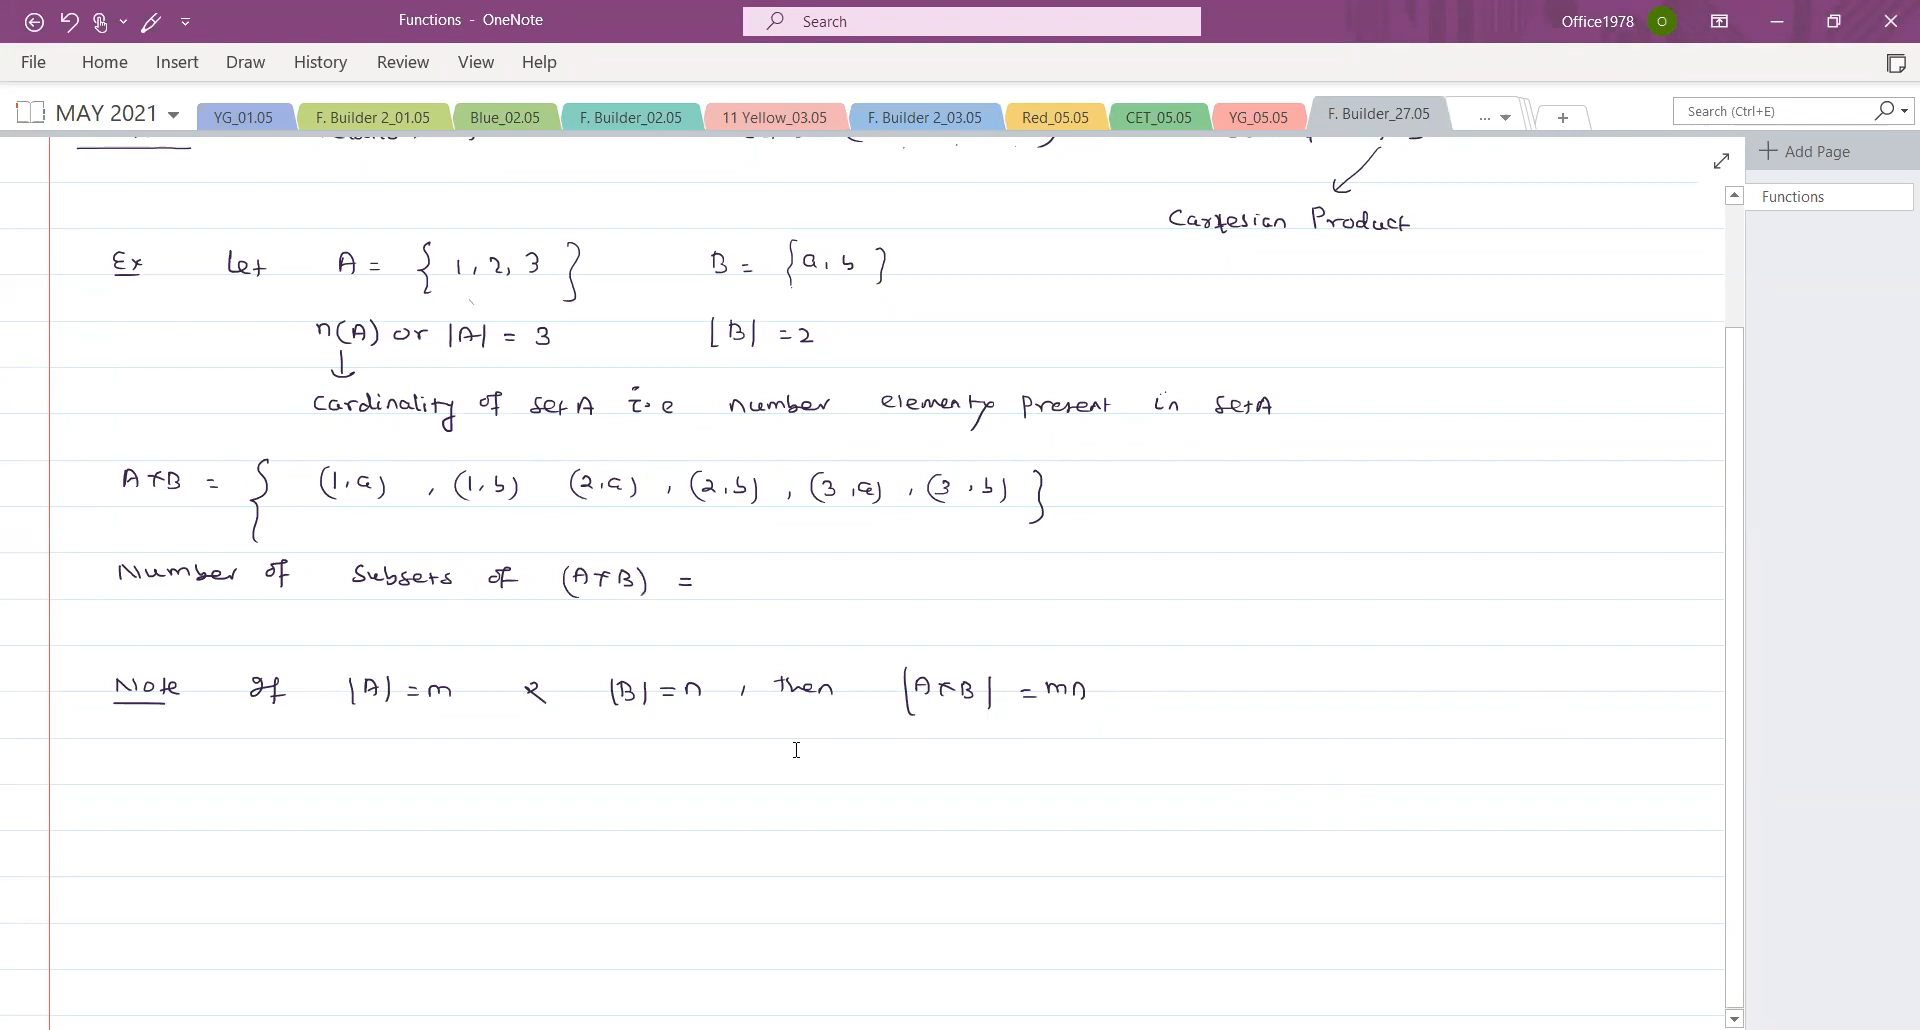 Functions - OneNote
Search
Office1978
O
File Home Insert Draw History Review View Help
MAY 2021
YG_01.05
F. Builder 2_01.05
Blue_02.05
F. Builder_02.05
11 Yellow_03.05
F. Builder 2_03.05
Red_05.05
CET_05.05
YG_05.05
F. Builder_27.05
...
Search (Ctrl+E)
Add Page
Functions
Cartesian Product
Ex Let A = { 1, 2, 3 } B = {a, b }
n(A) or |A| = 3 |B| = 2
cardinality of set A i.e number elements present in set A
A×B = { (1,a) , (1,b) (2,a) , (2,b) , (3,a) , (3,b) }
Number of subsets of (A×B) =
Note If |A| = m & |B| = n , then |A×B| = mn